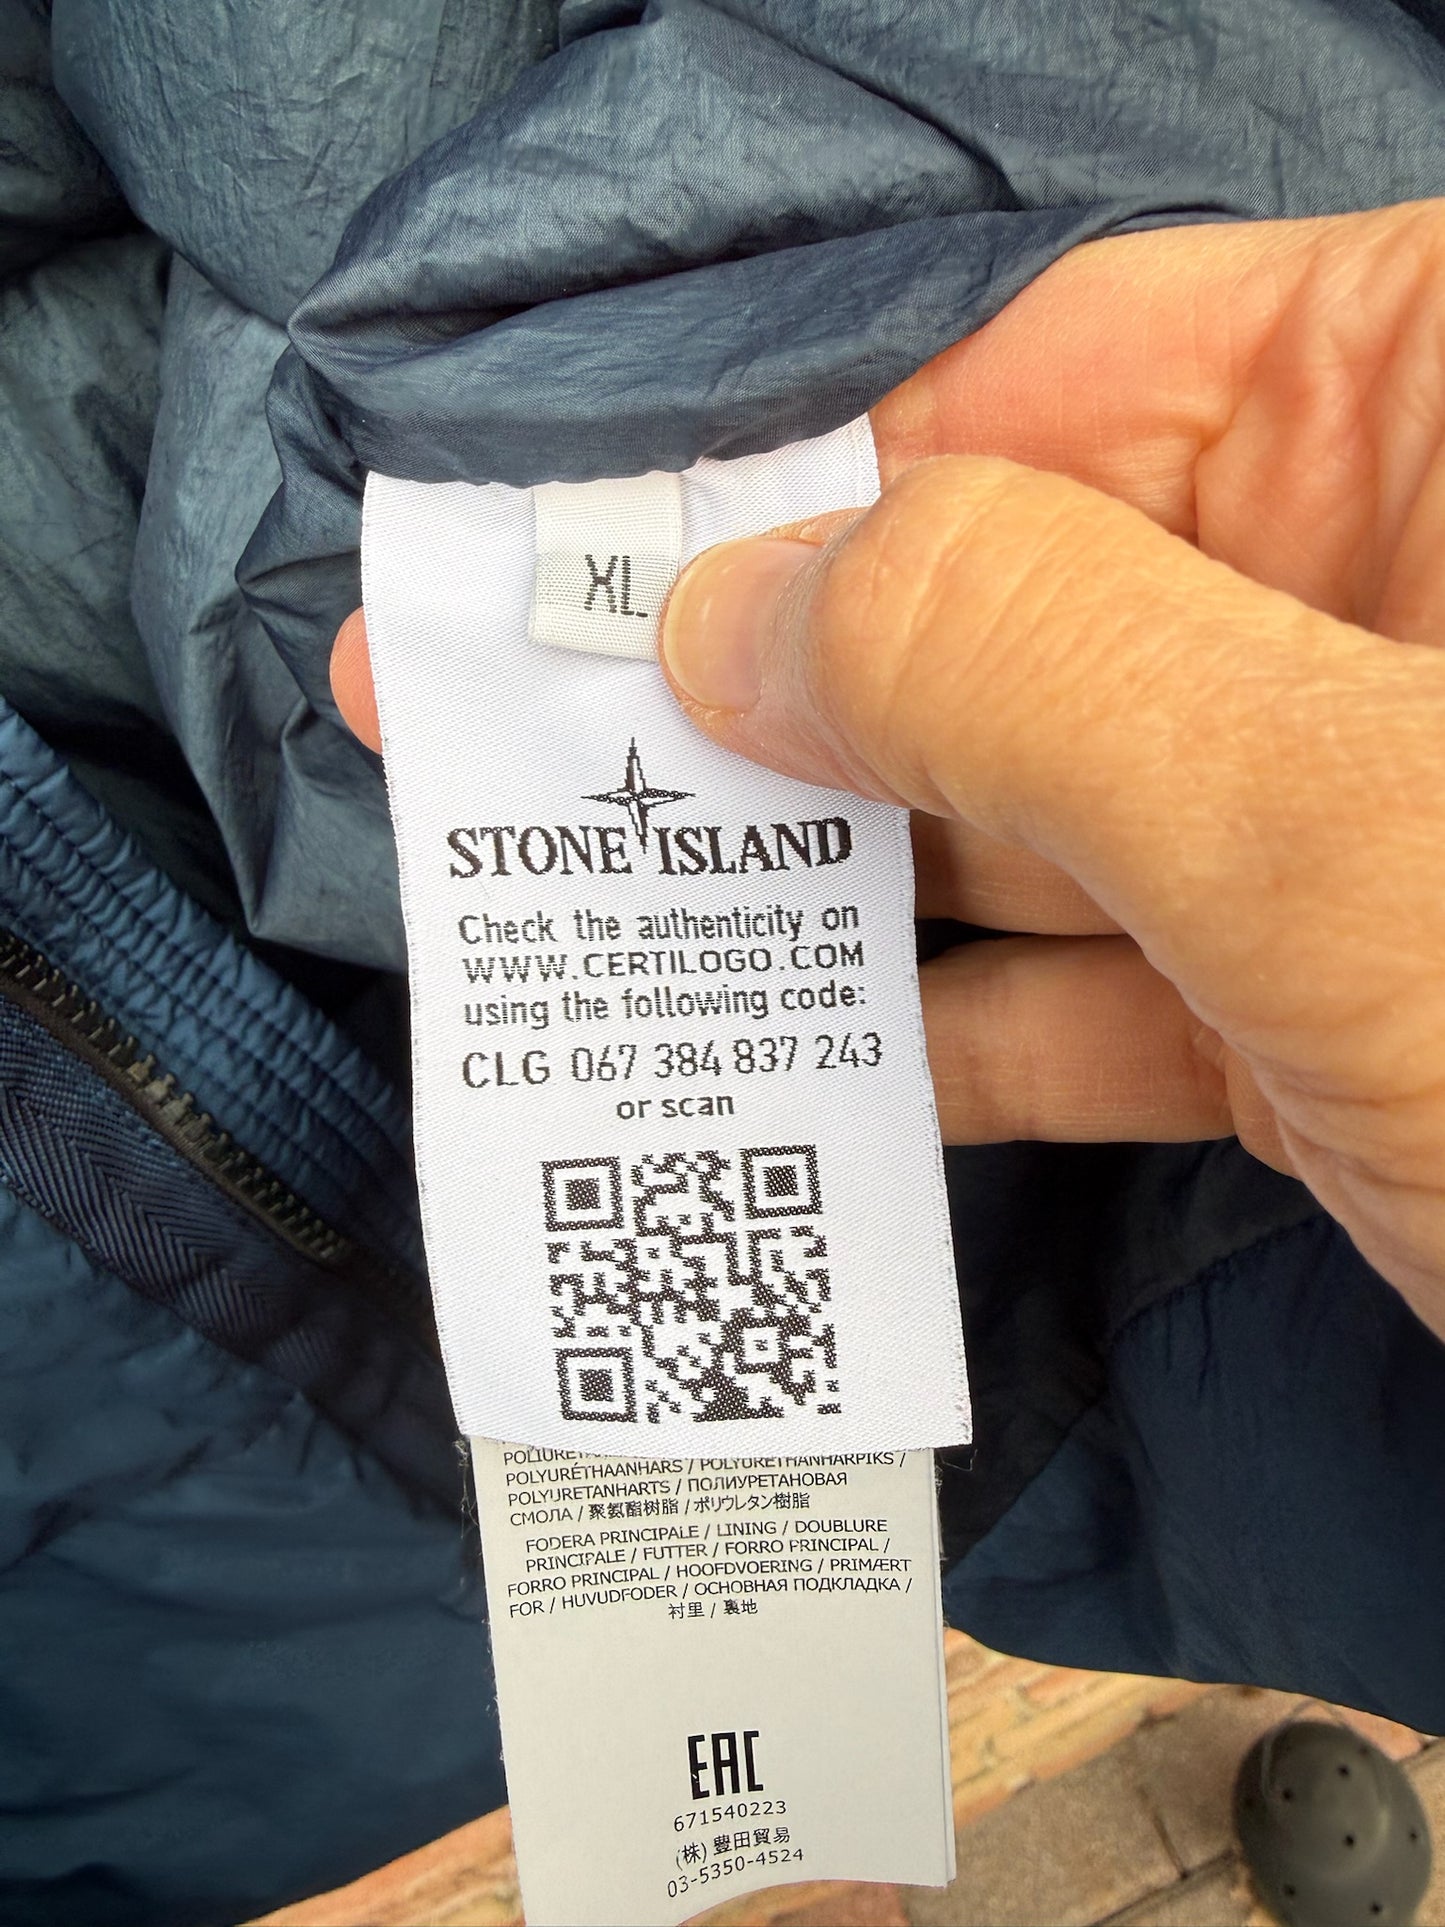 XL
STONE ISLAND
Check the authenticity on
WWW.CERTILOGO.COM
using the following code:
CLG 067 384 837 243
or scan
POLYURÉTHAANHARS / POLYURETHANHARPIKS /
POLYURETANHARTS / ПОЛИУРЕТАНОВАЯ
СМОЛА / 聚氨酯树脂 / ポリウレタン樹脂
FODERA PRINCIPALE / LINING / DOUBLURE
PRINCIPALE / FUTTER / FORRO PRINCIPAL /
FORRO PRINCIPAL / HOOFDVOERING / PRIMÆRT
FOR / HUVUDFODER / ОСНОВНАЯ ПОДКЛАДКА /
衬里 / 裏地
EAC
671540223
(株) 豊田貿易
03-5350-4524